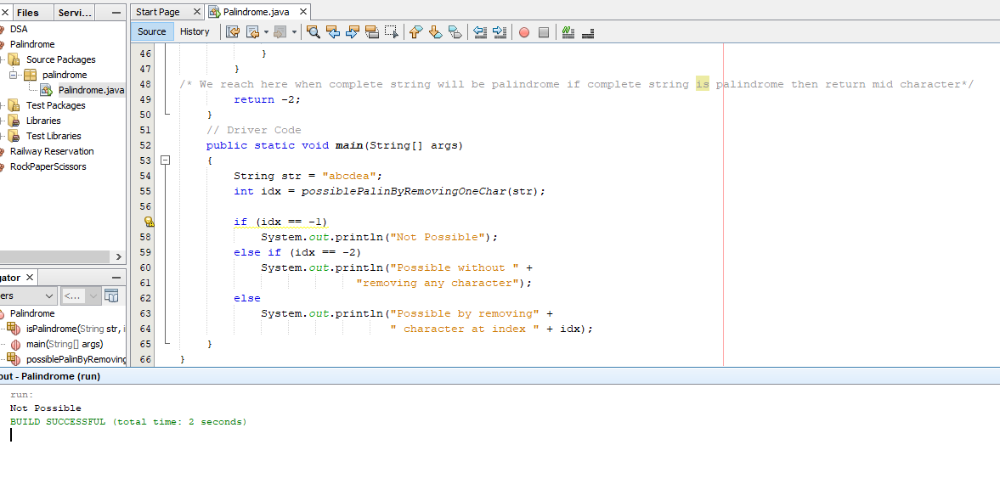 Files Servi...
DSA
Palindrome
Source Packages
palindrome
Palindrome.java
Test Packages
Libraries
Test Libraries
Railway Reservation
RockPaperScissors
gator
ers <...
Palindrome
isPalindrome(String str, i
main(String[] args)
possiblePalinByRemoving
Start Page Palindrome.java
Source History
46 }
47 }
48 /* We reach here when complete string will be palindrome if complete string is palindrome then return mid character*/
49 return -2;
50 }
51 // Driver Code
52 public static void main(String[] args)
53 {
54 String str = "abcdea";
55 int idx = possiblePalinByRemovingOneChar(str);
56
if (idx == -1)
58 System.out.println("Not Possible");
59 else if (idx == -2)
60 System.out.println("Possible without " +
61 "removing any character");
62 else
63 System.out.println("Possible by removing" +
64 " character at index " + idx);
65 }
66 }
out - Palindrome (run)
run:
Not Possible
BUILD SUCCESSFUL (total time: 2 seconds)